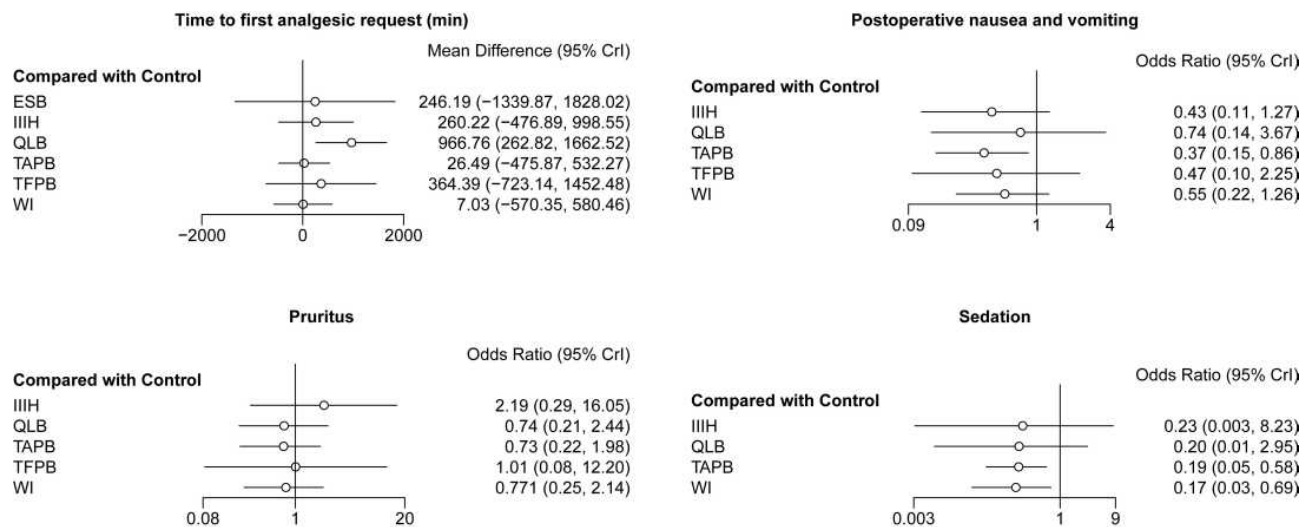 Time to first analgesic request (min)
Mean Difference (95% CrI)
Compared with Control
ESB 246.19 (−1339.87, 1828.02)
IIIH 260.22 (−476.89, 998.55)
QLB 966.76 (262.82, 1662.52)
TAPB 26.49 (−475.87, 532.27)
TFPB 364.39 (−723.14, 1452.48)
WI 7.03 (−570.35, 580.46)
−2000 0 2000
Postoperative nausea and vomiting
Odds Ratio (95% CrI)
Compared with Control
IIIH 0.43 (0.11, 1.27)
QLB 0.74 (0.14, 3.67)
TAPB 0.37 (0.15, 0.86)
TFPB 0.47 (0.10, 2.25)
WI 0.55 (0.22, 1.26)
0.09 1 4
Pruritus
Odds Ratio (95% CrI)
Compared with Control
IIIH 2.19 (0.29, 16.05)
QLB 0.74 (0.21, 2.44)
TAPB 0.73 (0.22, 1.98)
TFPB 1.01 (0.08, 12.20)
WI 0.771 (0.25, 2.14)
0.08 1 20
Sedation
Odds Ratio (95% CrI)
Compared with Control
IIIH 0.23 (0.003, 8.23)
QLB 0.20 (0.01, 2.95)
TAPB 0.19 (0.05, 0.58)
WI 0.17 (0.03, 0.69)
0.003 1 9